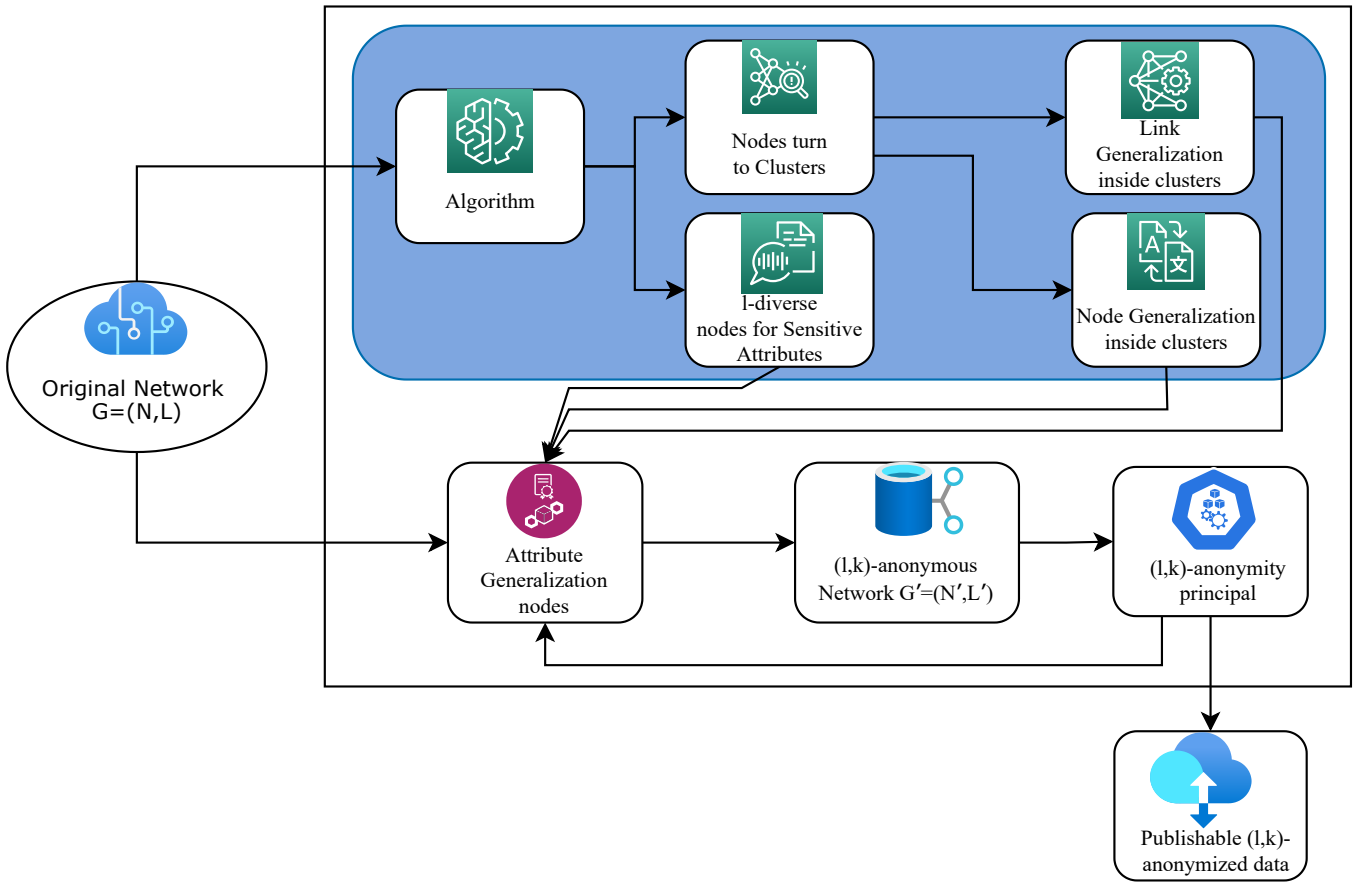 Algorithm
Nodes turn
to Clusters
Link
Generalization
inside clusters
l-diverse
nodes for Sensitive
Attributes
A
文
Node Generalization
inside clusters
Original Network
G=(N,L)
Attribute
Generalization
nodes
(l,k)-anonymous
Network G′=(N′,L′)
(l,k)-anonymity
principal
Publishable (l,k)-
anonymized data